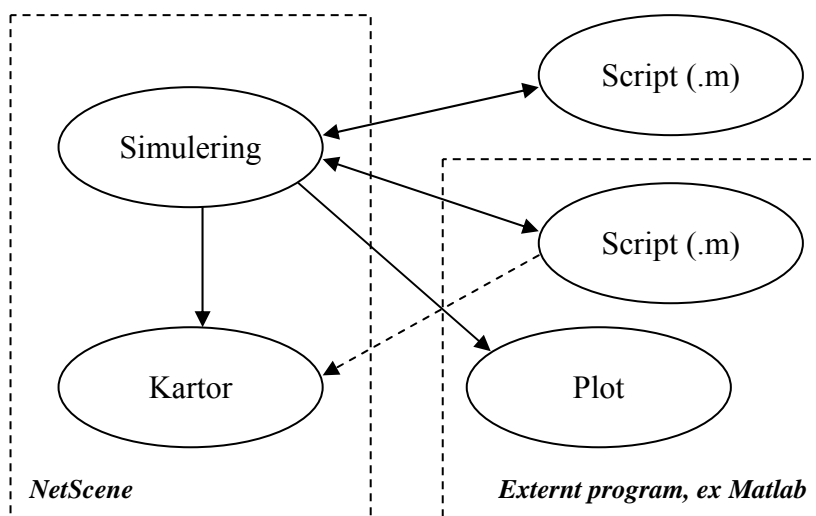 Script (.m)
Simulering
Script (.m)
Kartor
Plot
NetScene
Externt program, ex Matlab